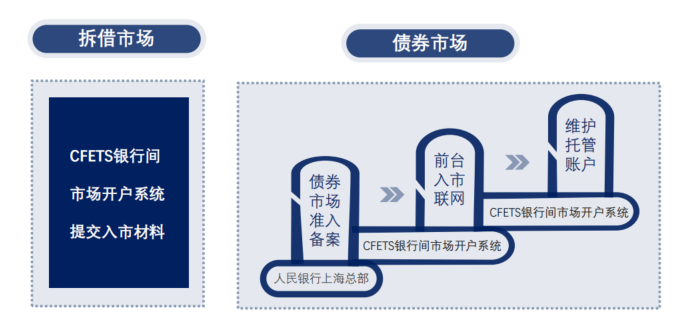 拆借市场
CFETS银行间
市场开户系统
提交入市材料
债券市场
债券
市场
准入
备案
人民银行上海总部
前台
入市
联网
CFETS银行间市场开户系统
维护
托管
账户
CFETS银行间市场开户系统